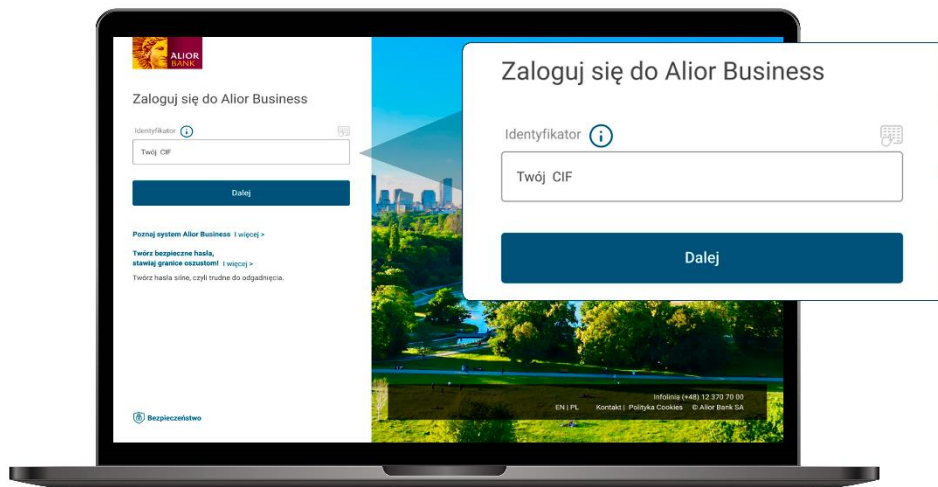 ALIOR
BANK
Zaloguj się do Alior Business
Identyfikator
Twój CIF
Dalej
Poznaj system Alior Business | więcej >
Twórz bezpieczne hasła,
stawiaj granice oszustom! | więcej >
Twórz hasła silne, czyli trudne do odgadnięcia.
Bezpieczeństwo
Infolinia (+48) 12 370 70 00
EN | PL Kontakt | Polityka Cookies © Alior Bank SA
Zaloguj się do Alior Business
Identyfikator
Twój CIF
Dalej